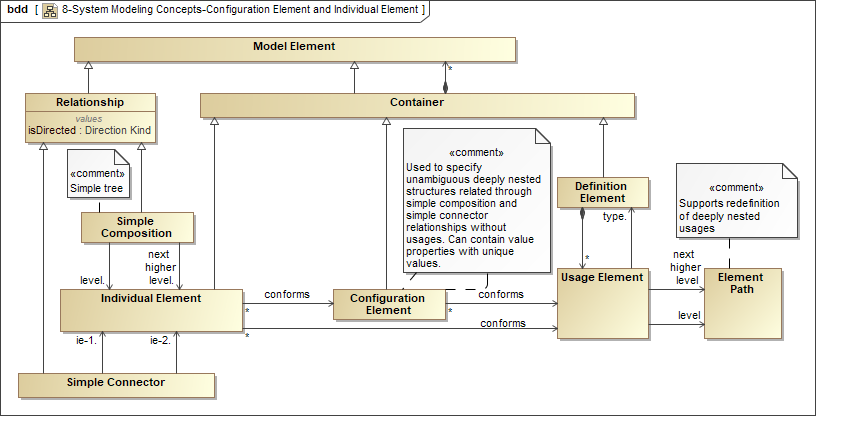 bdd [ 8-System Modeling Concepts-Configuration Element and Individual Element ]
Model Element
Relationship
values
isDirected : Direction Kind
Container
*
«comment»
Simple tree
«comment»
Used to specify
unambiguous deeply nested
structures related through
simple composition and
simple connector
relationships without
usages. Can contain value
properties with unique
values.
Definition
Element
type.
*
«comment»
Supports redefinition
of deeply nested
usages
Simple
Composition
level.
next
higher
level.
Individual Element
conforms
*
Configuration
Element
conforms
*
conforms
*
Usage Element
next
higher
level
level
Element
Path
ie-1.
ie-2.
Simple Connector